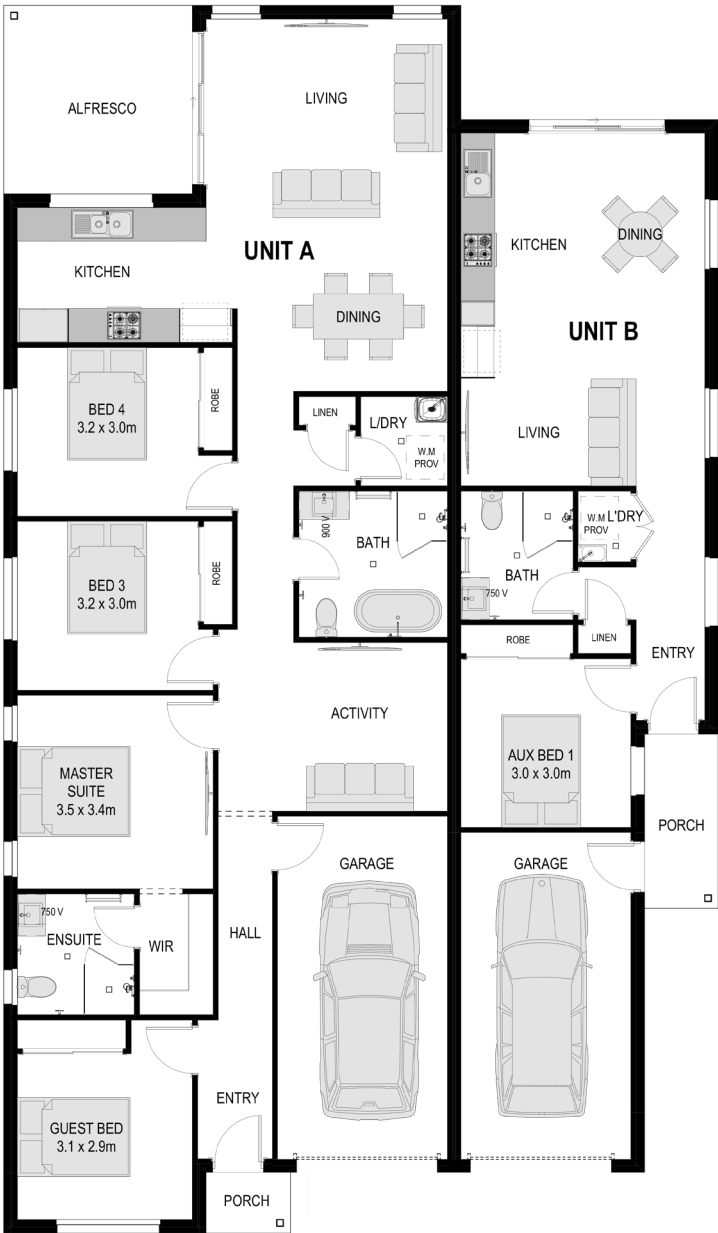 ALFRESCO
LIVING
UNIT A
KITCHEN
DINING
BED 4
3.2 x 3.0m
ROBE
LINEN
L/DRY
W.M
PROV
BED 3
3.2 x 3.0m
ROBE
900 V
BATH
ACTIVITY
MASTER
SUITE
3.5 x 3.4m
750 V
ENSUITE
WIR
HALL
GARAGE
GUEST BED
3.1 x 2.9m
ENTRY
PORCH
KITCHEN
DINING
UNIT B
LIVING
W.M
PROV
L'DRY
BATH
750 V
ROBE
LINEN
ENTRY
AUX BED 1
3.0 x 3.0m
PORCH
GARAGE